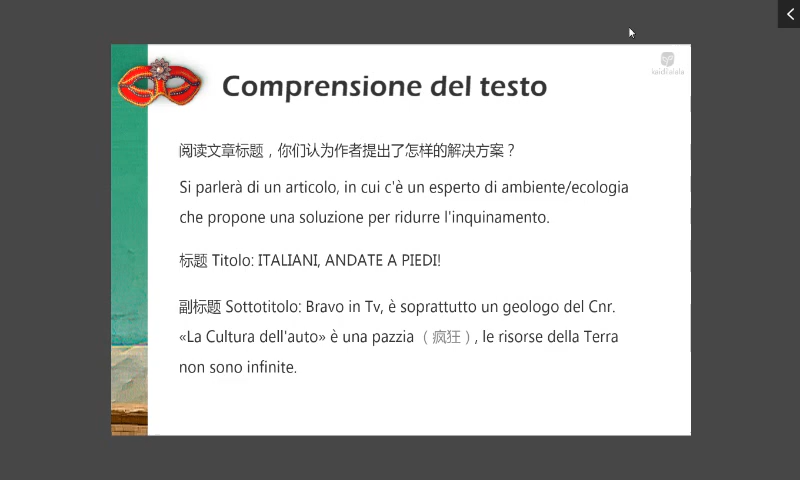 Comprensione del testo
kaidi lalala
阅读文章标题，你们认为作者提出了怎样的解决方案？
Si parlerà di un articolo, in cui c'è un esperto di ambiente/ecologia
che propone una soluzione per ridurre l'inquinamento.
标题 Titolo: ITALIANI, ANDATE A PIEDI!
副标题 Sottotitolo: Bravo in Tv, è soprattutto un geologo del Cnr.
«La Cultura dell'auto» è una pazzia （疯狂）, le risorse della Terra
non sono infinite.